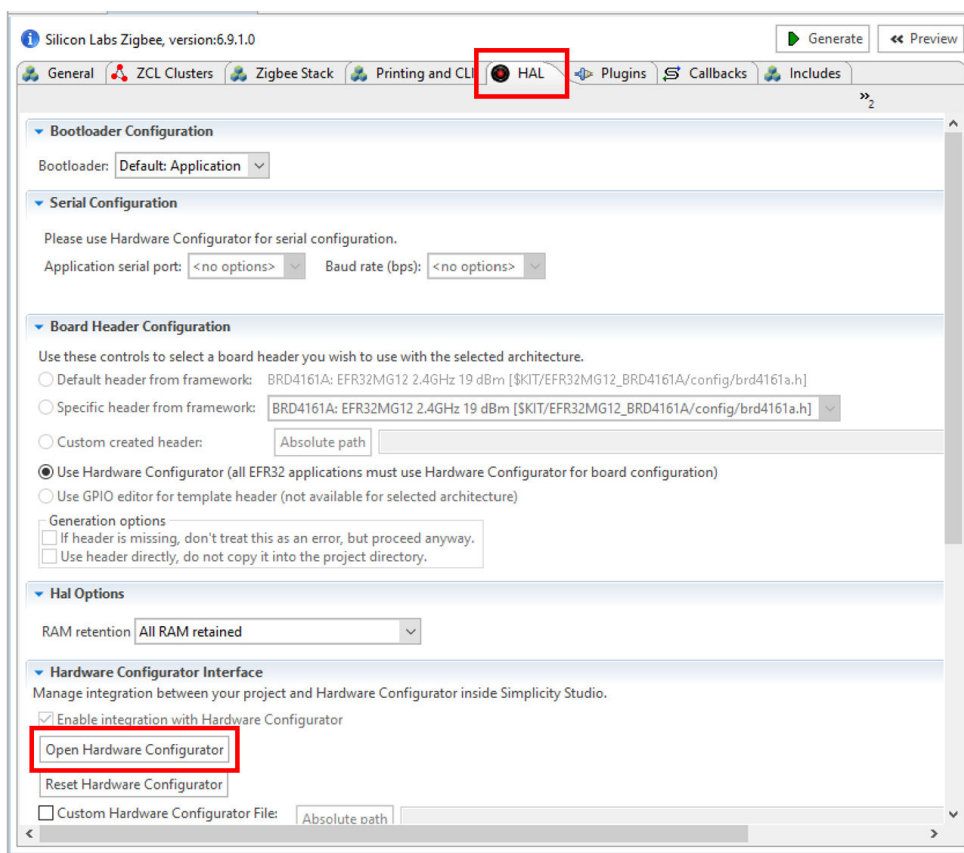 Silicon Labs Zigbee, version:6.9.1.0
Generate
Preview
General
ZCL Clusters
Zigbee Stack
Printing and CLI
HAL
Plugins
Callbacks
Includes
»2
Bootloader Configuration
Bootloader: Default: Application
Serial Configuration
Please use Hardware Configurator for serial configuration.
Application serial port: <no options> Baud rate (bps): <no options>
Board Header Configuration
Use these controls to select a board header you wish to use with the selected architecture.
Default header from framework: BRD4161A: EFR32MG12 2.4GHz 19 dBm [$KIT/EFR32MG12_BRD4161A/config/brd4161a.h]
Specific header from framework: BRD4161A: EFR32MG12 2.4GHz 19 dBm [$KIT/EFR32MG12_BRD4161A/config/brd4161a.h]
Custom created header: Absolute path
Use Hardware Configurator (all EFR32 applications must use Hardware Configurator for board configuration)
Use GPIO editor for template header (not available for selected architecture)
Generation options
If header is missing, don't treat this as an error, but proceed anyway.
Use header directly, do not copy it into the project directory.
Hal Options
RAM retention All RAM retained
Hardware Configurator Interface
Manage integration between your project and Hardware Configurator inside Simplicity Studio.
Enable integration with Hardware Configurator
Open Hardware Configurator
Reset Hardware Configurator
Custom Hardware Configurator File: Absolute path